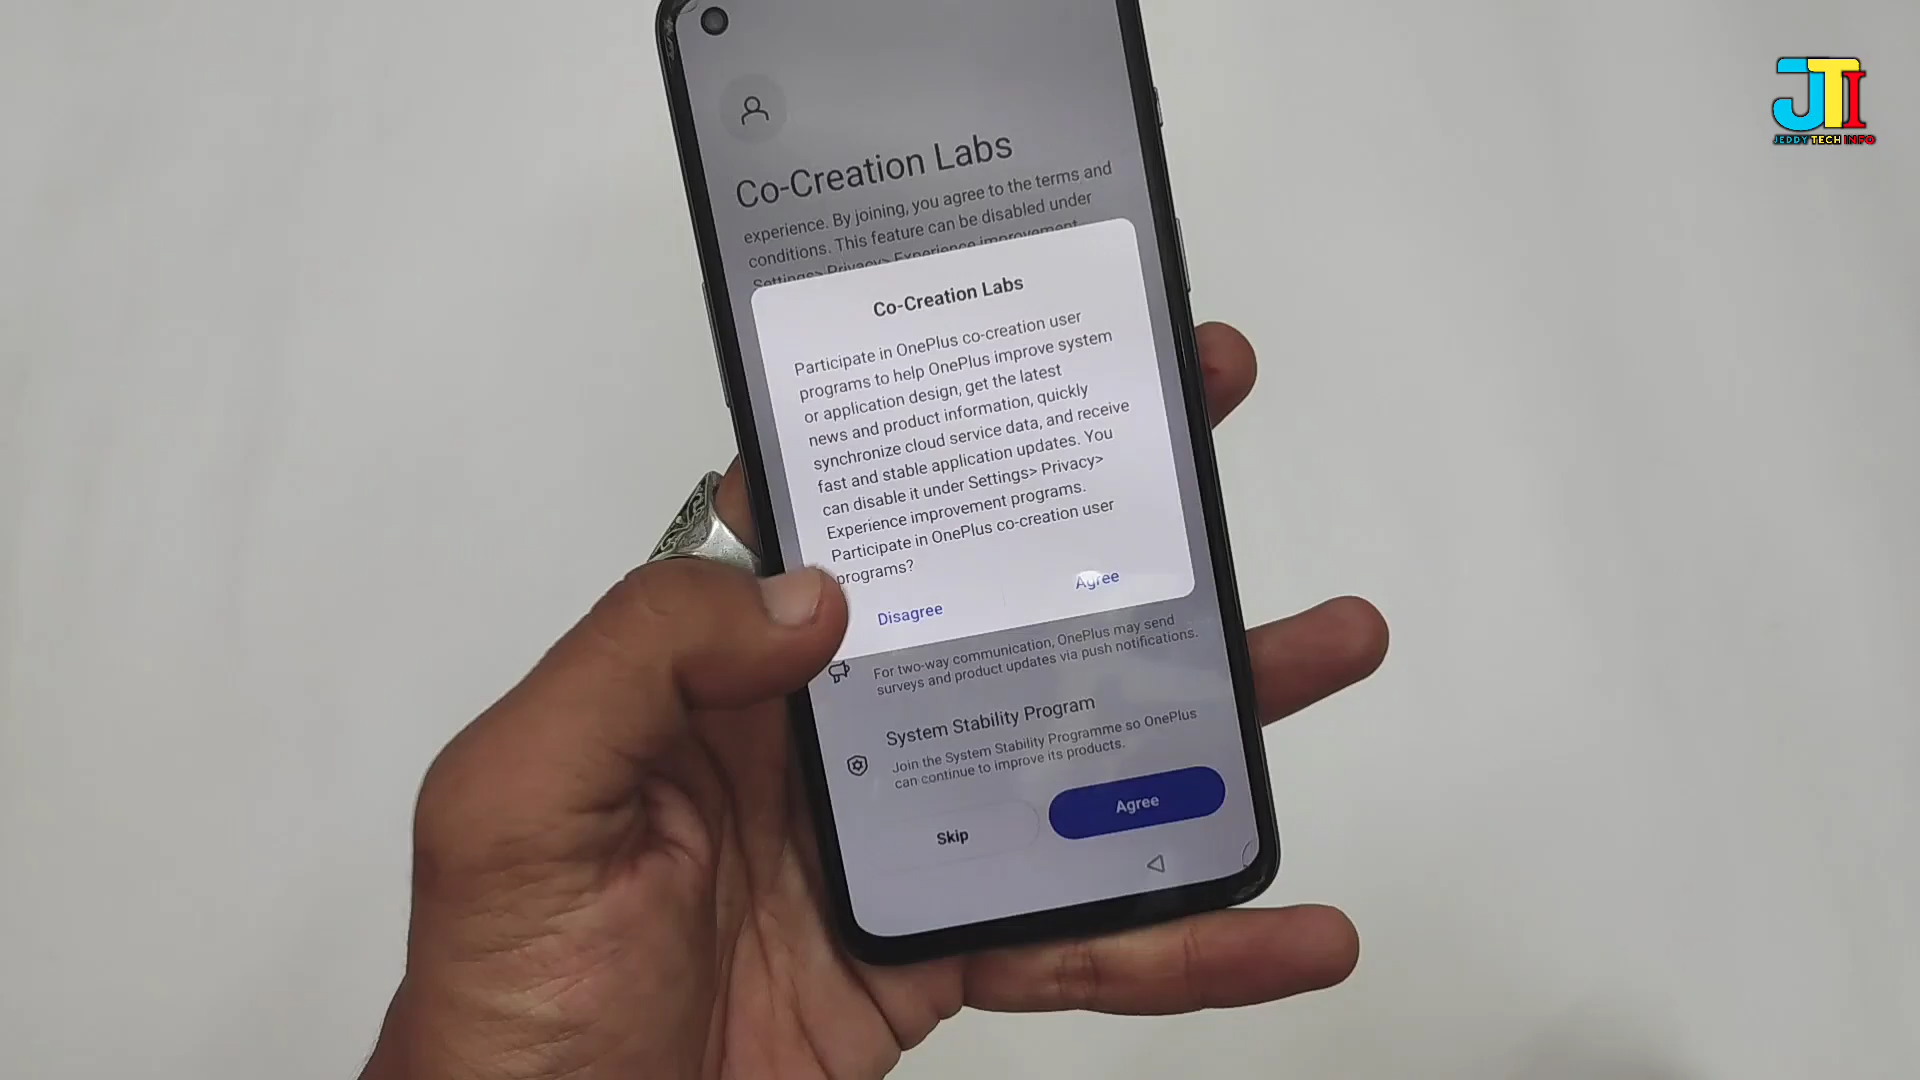 JTI
JEDDY TECH INFO
Co-Creation Labs
experience. By joining, you agree to the terms and
conditions. This feature can be disabled under
Settings> Privacy> Experience improvement
Co-Creation Labs
Participate in OnePlus co-creation user
programs to help OnePlus improve system
or application design, get the latest
news and product information, quickly
synchronize cloud service data, and receive
fast and stable application updates. You
can disable it under Settings> Privacy>
Experience improvement programs.
Participate in OnePlus co-creation user
programs?
Disagree
Agree
For two-way communication, OnePlus may send
surveys and product updates via push notifications.
System Stability Program
Join the System Stability Programme so OnePlus
can continue to improve its products.
Skip
Agree